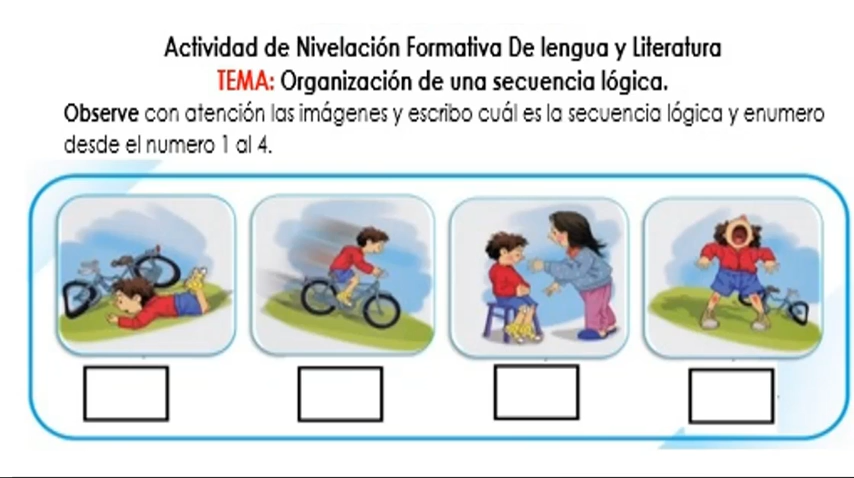 Actividad de Nivelación Formativa De lengua y Literatura
TEMA: Organización de una secuencia lógica.
Observe con atención las imágenes y escribo cuál es la secuencia lógica y enumero
desde el numero 1 al 4.